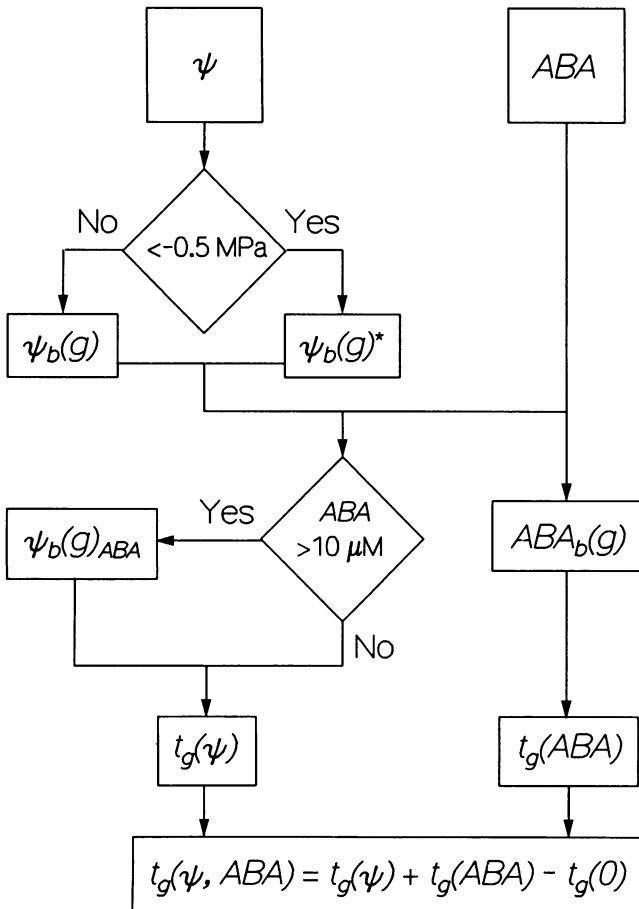 ψ
ABA
No
Yes
<-0.5 MPa
ψb(g)
ψb(g)*
Yes
ABA
>10 μM
ψb(g)ABA
ABAb(g)
No
tg(ψ)
tg(ABA)
tg(ψ, ABA) = tg(ψ) + tg(ABA) - tg(0)